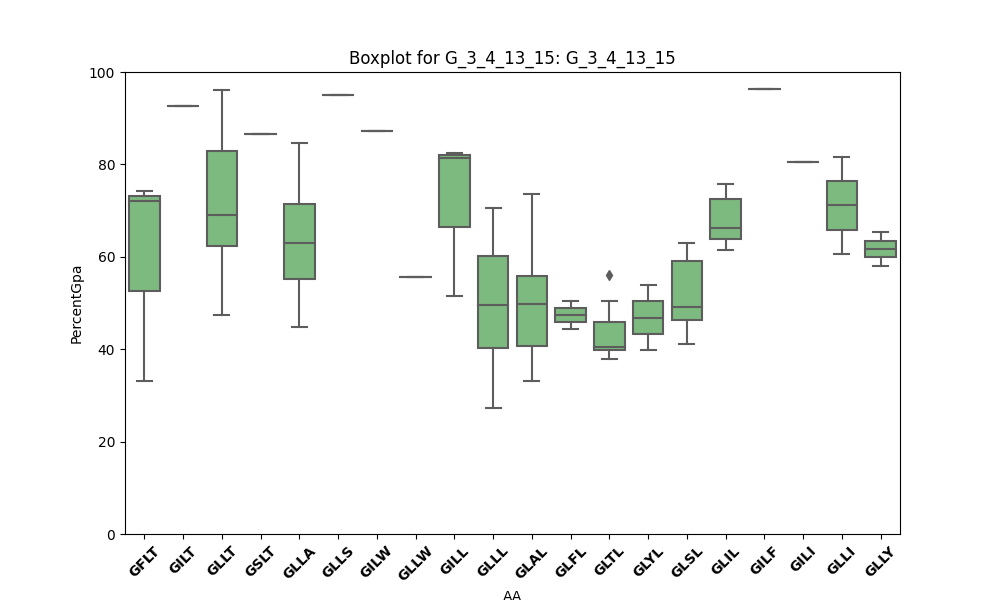 Boxplot for G_3_4_13_15: G_3_4_13_15
100
80
60
40
20
0
PercentGpa
GFLT GILT GLLT GSLT GLLA GLLS GILW GLLW GILL GLLL GLAL GLFL GLTL GLYL GLSL GLIL GILF GILI GLLI GLLY
AA